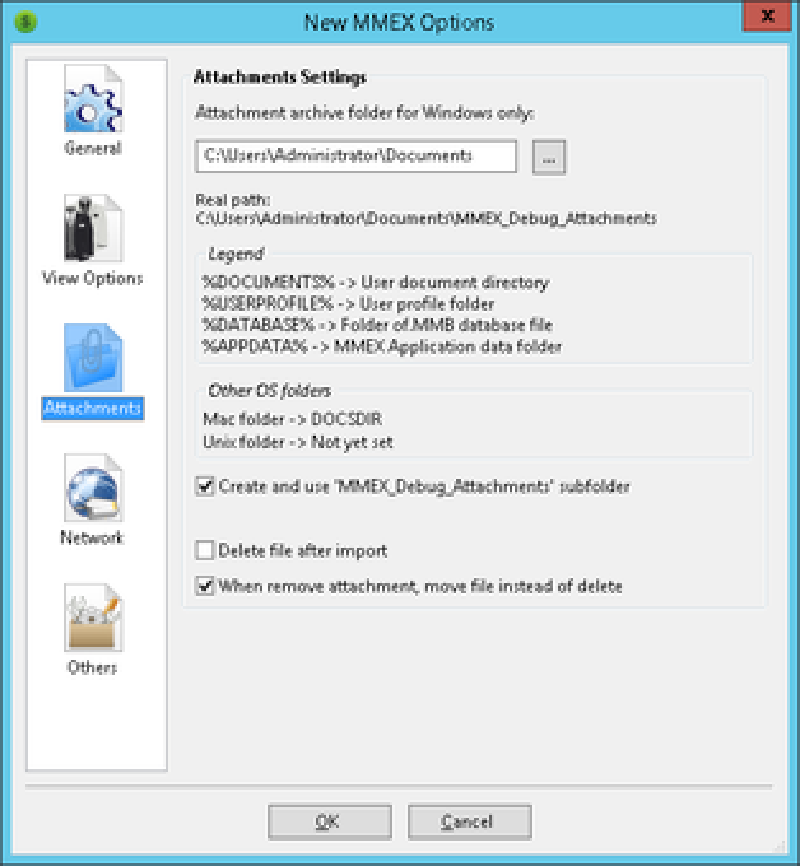 New MMEX Options
x
General
View Options
Attachments
Network
Others
Attachments Settings
Attachment archive folder for Windows only:
C:\Users\Administrator\Documents
...
Real path:
C:\Users\Administrator\Documents\MMEX_Debug_Attachments
Legend
%DOCUMENTS% -> User document directory
%USERPROFILE% -> User profile folder
%DATABASE% -> Folder of.MMB database file
%APPDATA% -> MMEX.Application data folder
Other OS folders
Mac folder -> DOCSDIR
Unix folder -> Not yet set
Create and use "MMEX_Debug_Attachments" subfolder
Delete file after import
When remove attachment, move file instead of delete
OK
Cancel